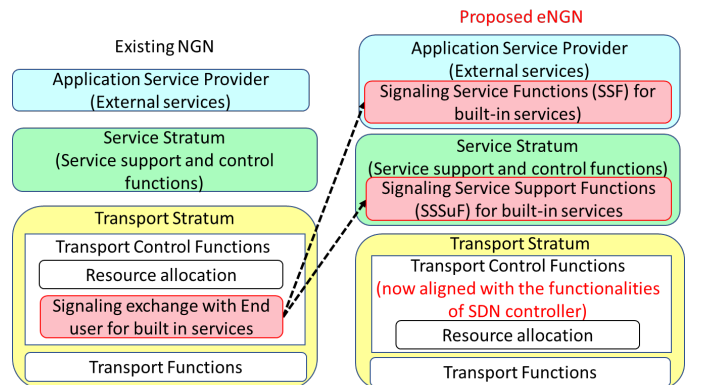 Existing NGN
Application Service Provider
(External services)
Service Stratum
(Service support and control
functions)
Transport Stratum
Transport Control Functions
Resource allocation
Signaling exchange with End
user for built in services
Transport Functions
Proposed eNGN
Application Service Provider
(External services)
Signaling Service Functions (SSF) for
built-in services)
Service Stratum
(Service support and control functions)
Signaling Service Support Functions
(SSSuF) for built-in services
Transport Stratum
Transport Control Functions
(now aligned with the functionalities
of SDN controller)
Resource allocation
Transport Functions